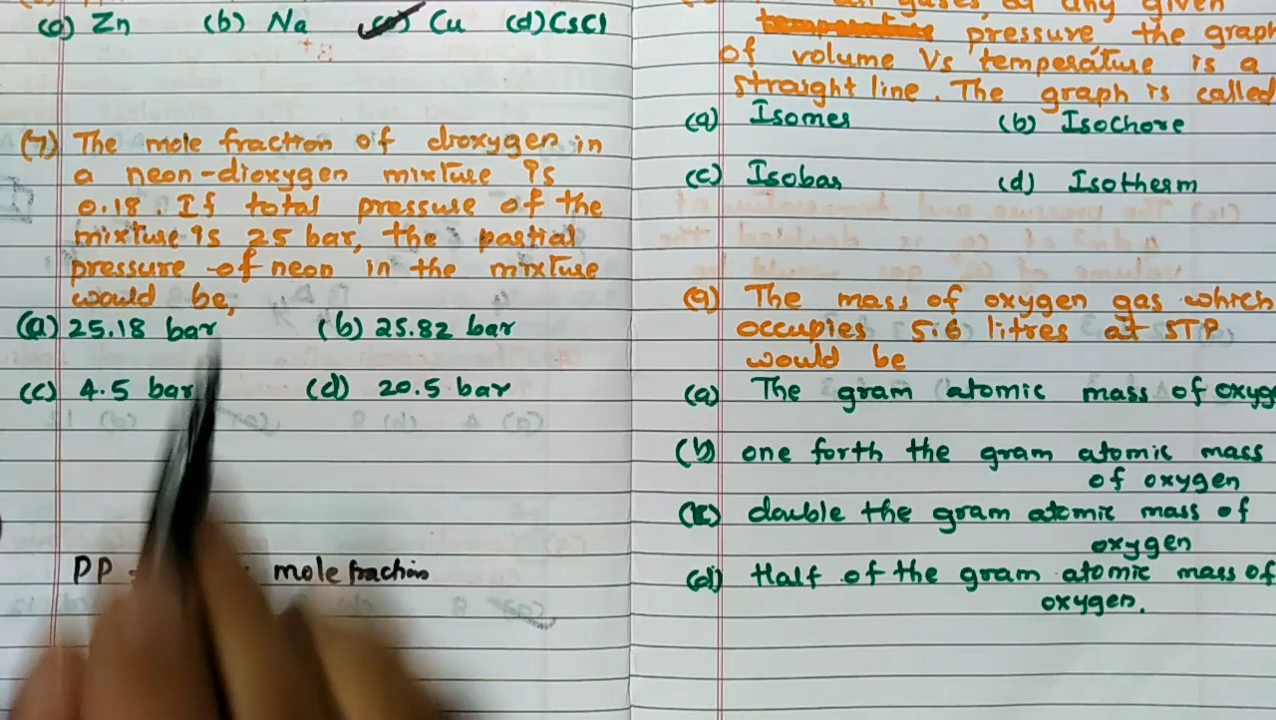 (a) Zn (b) Na (c) Cu (d) CsCl
(7) The mole fraction of dioxygen in
a neon-dioxygen mixture is
0.18. If total pressure of the
mixture is 25 bar, the partial
pressure of neon in the mixture
would be,
(a) 25.18 bar (b) 25.82 bar
(c) 4.5 bar (d) 20.5 bar
PP mole fraction
gases, at any given
pressure, the graph
of volume Vs temperature is a
straight line. The graph is called
(a) Isomer (b) Isochore
(c) Isobar (d) Isotherm
(9) The mass of oxygen gas which
occupies 5.6 litres at STP
would be
(a) The gram atomic mass of oxyge
(b) one forth the gram atomic mass
of oxygen
(c) double the gram atomic mass of
oxygen
(d) Half of the gram atomic mass of
oxygen.